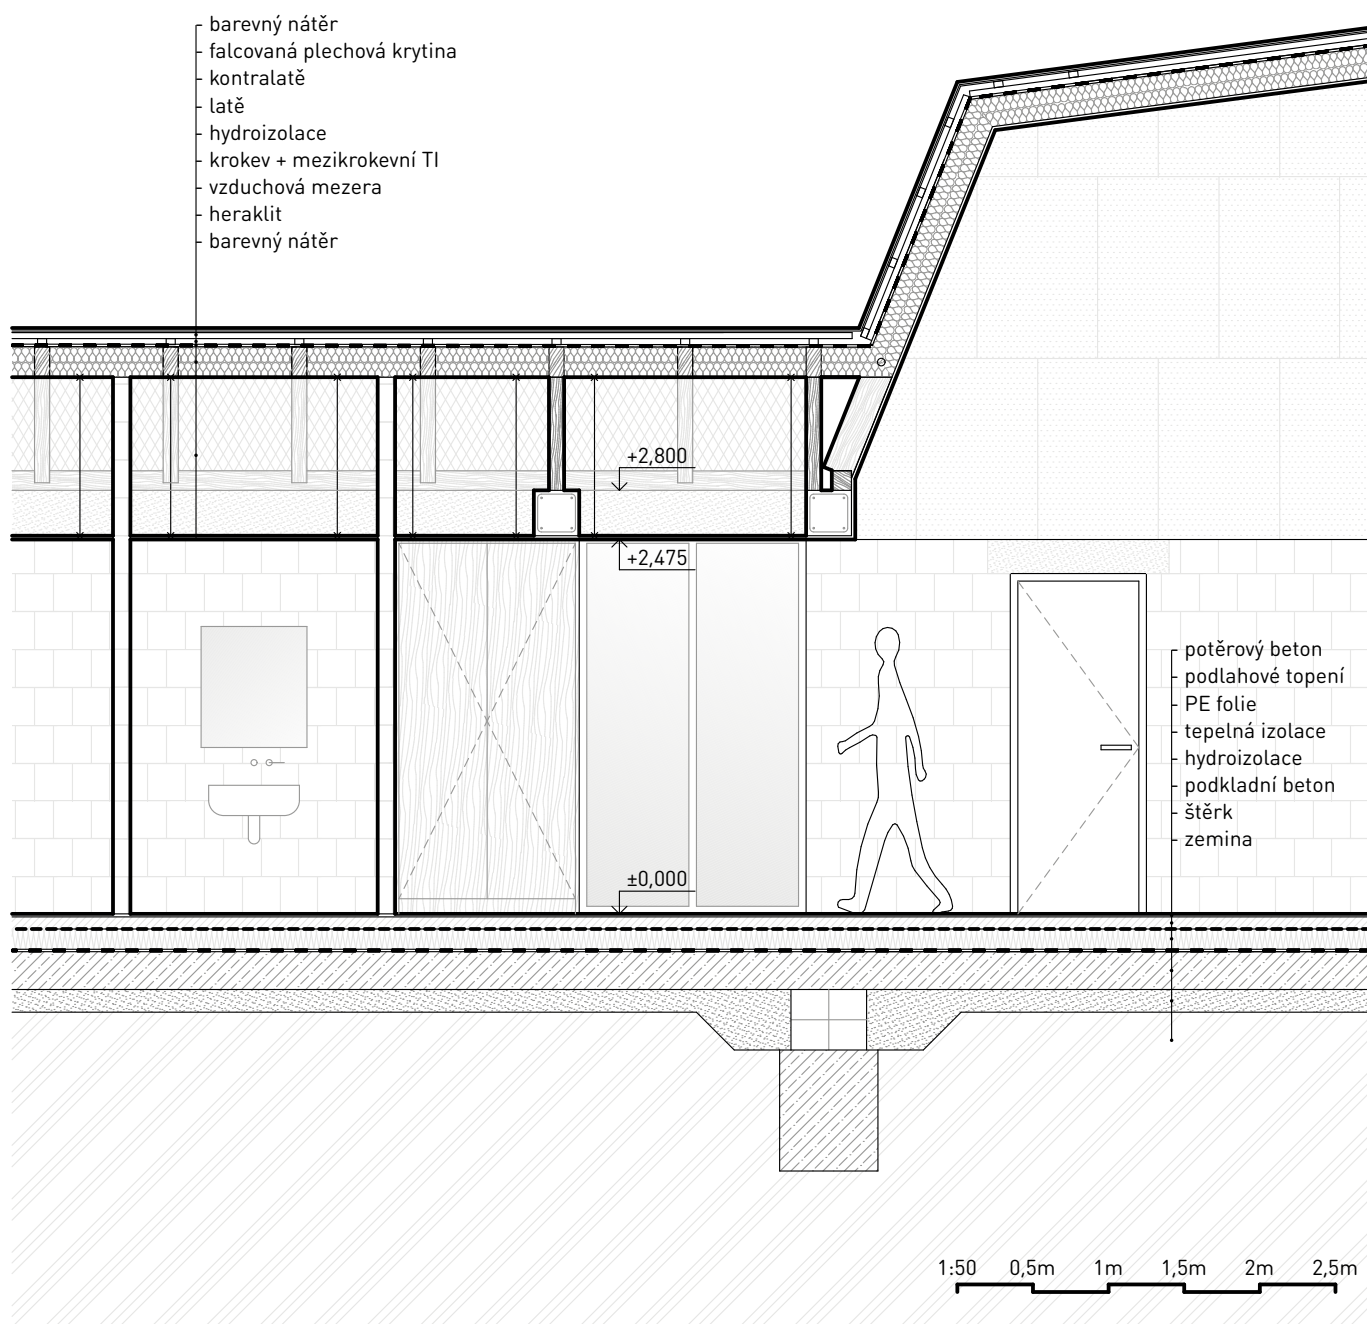 barevný nátěr
falcovaná plechová krytina
kontralatě
latě
hydroizolace
krokev + mezikrokevní TI
vzduchová mezera
heraklit
barevný nátěr
+2,800
+2,475
potěrový beton
podlahové topení
PE folie
tepelná izolace
hydroizolace
podkladní beton
štěrk
zemina
±0,000
1:50 0,5m 1m 1,5m 2m 2,5m